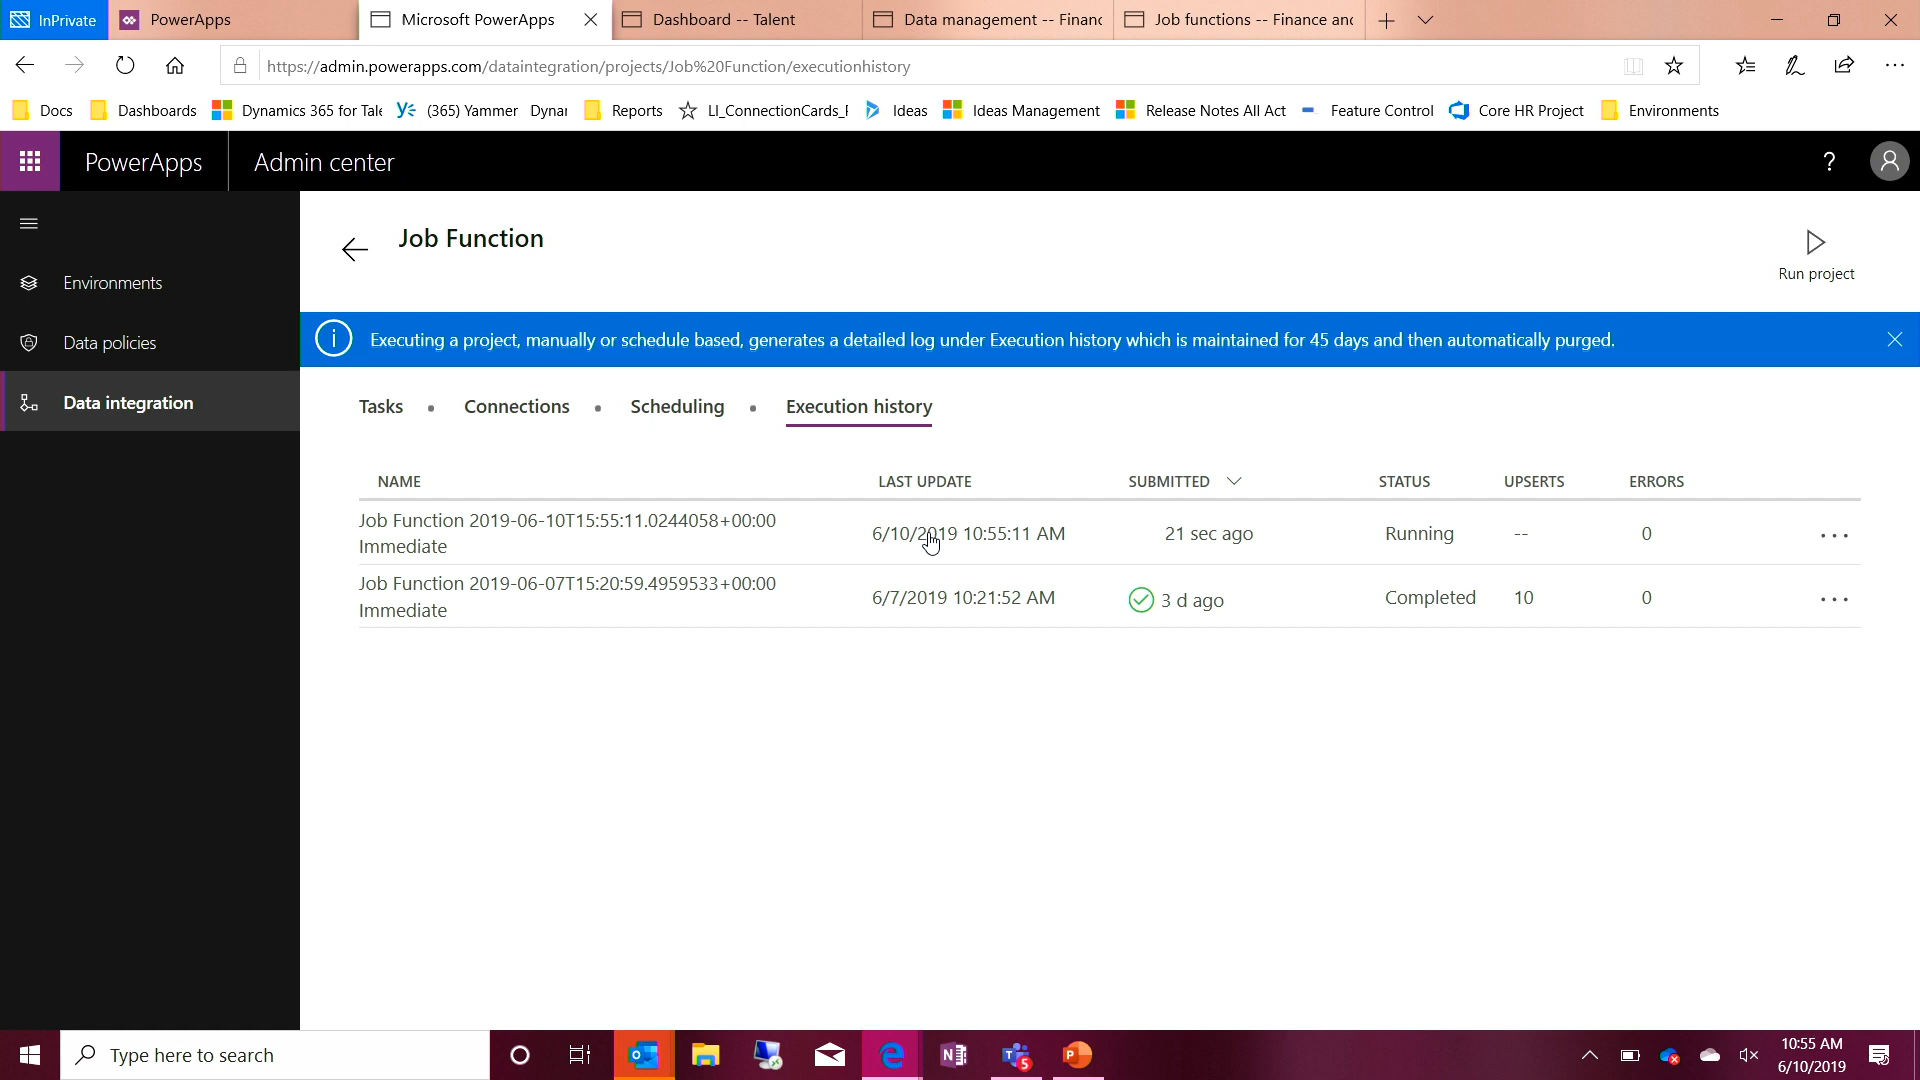 InPrivate
PowerApps
Microsoft PowerApps
Dashboard -- Talent
Data management -- Financ
Job functions -- Finance and
https://admin.powerapps.com/dataintegration/projects/Job%20Function/executionhistory
Docs
Dashboards
Dynamics 365 for Tale
(365) Yammer
Dynar
Reports
LI_ConnectionCards_F
Ideas
Ideas Management
Release Notes All Act
Feature Control
Core HR Project
Environments
PowerApps
Admin center
?
Environments
Data policies
Data integration
Job Function
Run project
Executing a project, manually or schedule based, generates a detailed log under Execution history which is maintained for 45 days and then automatically purged.
Tasks • Connections • Scheduling • Execution history
NAME LAST UPDATE SUBMITTED STATUS UPSERTS ERRORS
Job Function 2019-06-10T15:55:11.0244058+00:00
Immediate
6/10/2019 10:55:11 AM 21 sec ago Running -- 0 ...
Job Function 2019-06-07T15:20:59.4959533+00:00
Immediate
6/7/2019 10:21:52 AM 3 d ago Completed 10 0 ...
Type here to search
5
10:55 AM
6/10/2019